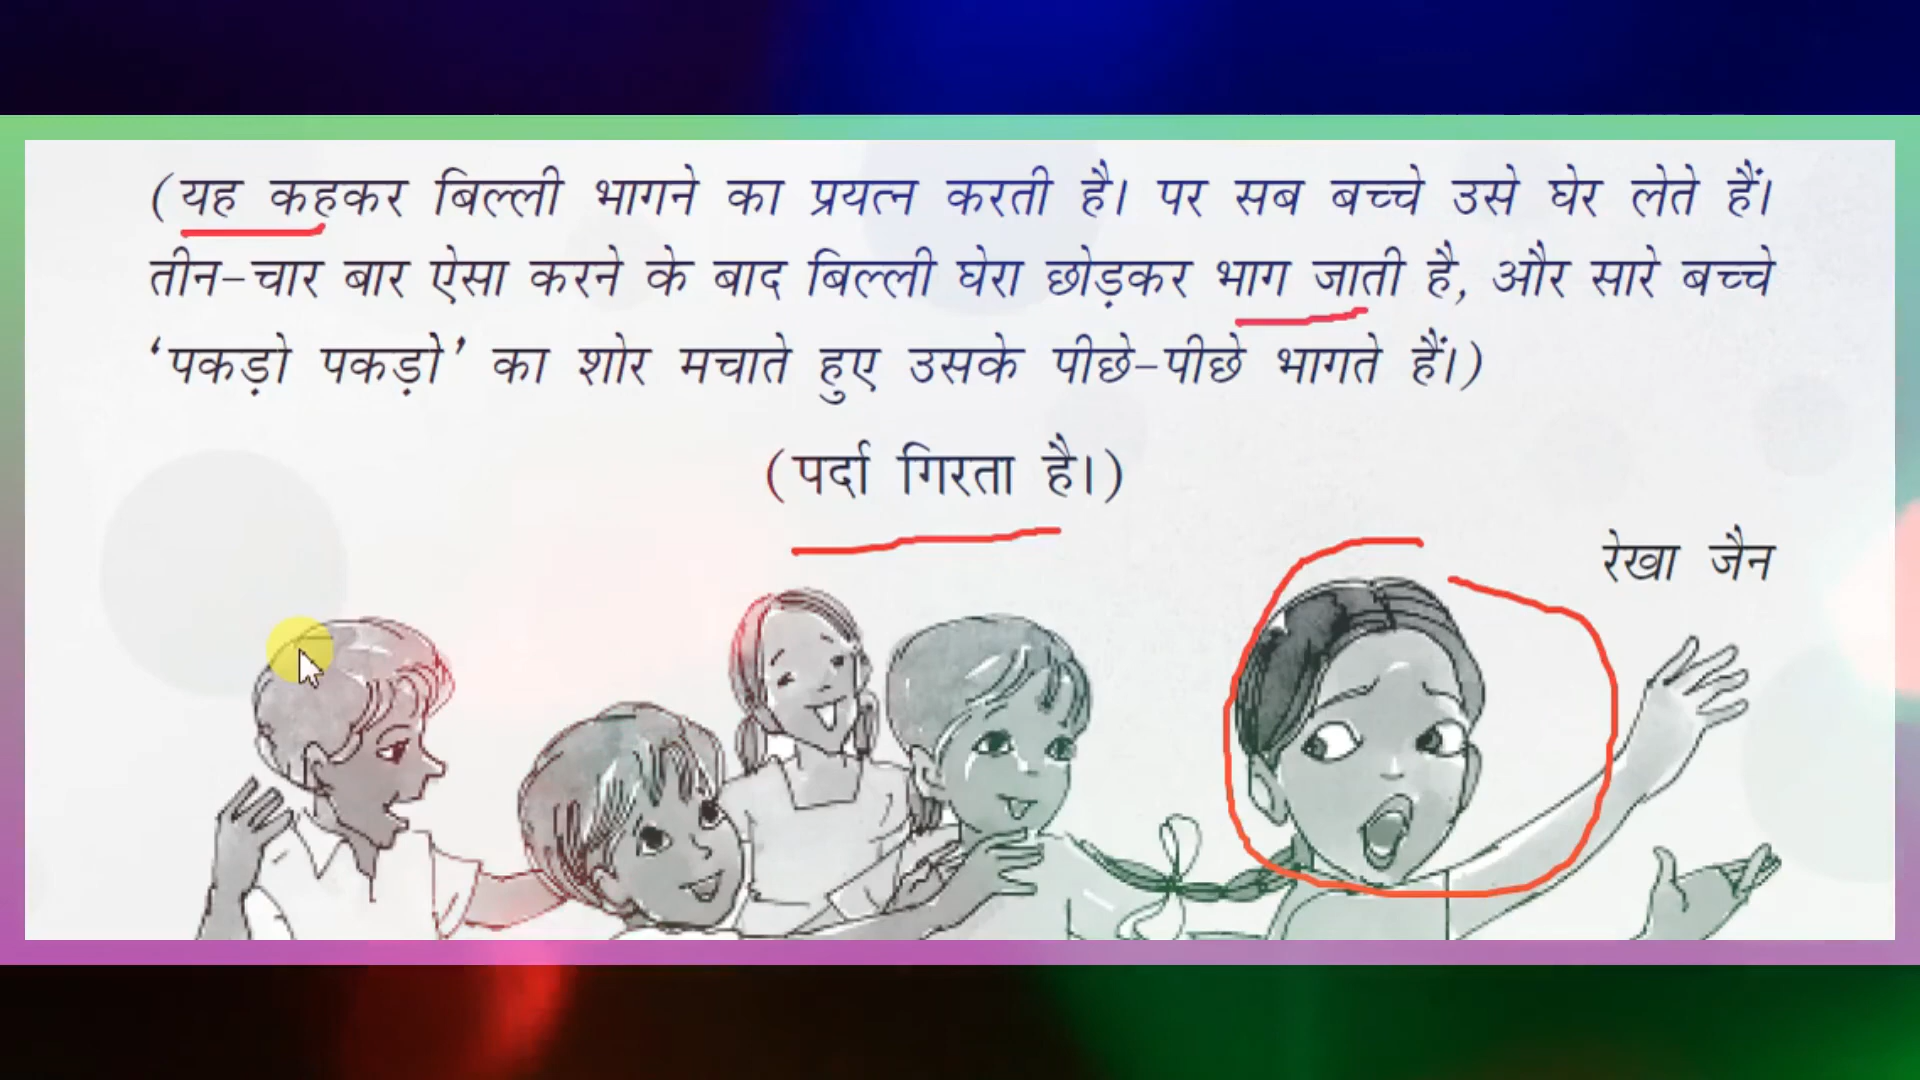 (यह कहकर बिल्ली भागने का प्रयत्न करती है। पर सब बच्चे उसे घेर लेते हैं।
तीन-चार बार ऐसा करने के बाद बिल्ली घेरा छोड़कर भाग जाती है, और सारे बच्चे
‘पकड़ो पकड़ो’ का शोर मचाते हुए उसके पीछे-पीछे भागते हैं।)
(पर्दा गिरता है।)
रेखा जैन